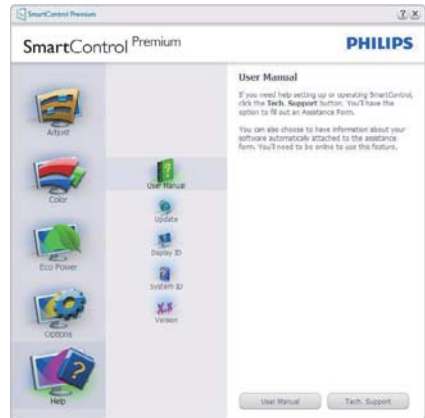 SmartControl Premium
? x
SmartControl Premium
PHILIPS
Adjust
Color
Eco Power
Options
Help
User Manual
Update
Display ID
System ID
Version
User Manual
If you need help setting up or operating SmartControl,
click the Tech. Support button. You'll have the
option to fill out an Assistance Form.
You can also choose to have information about your
software automatically attached to the assistance
form. You'll need to be online to use this feature.
User Manual
Tech. Support